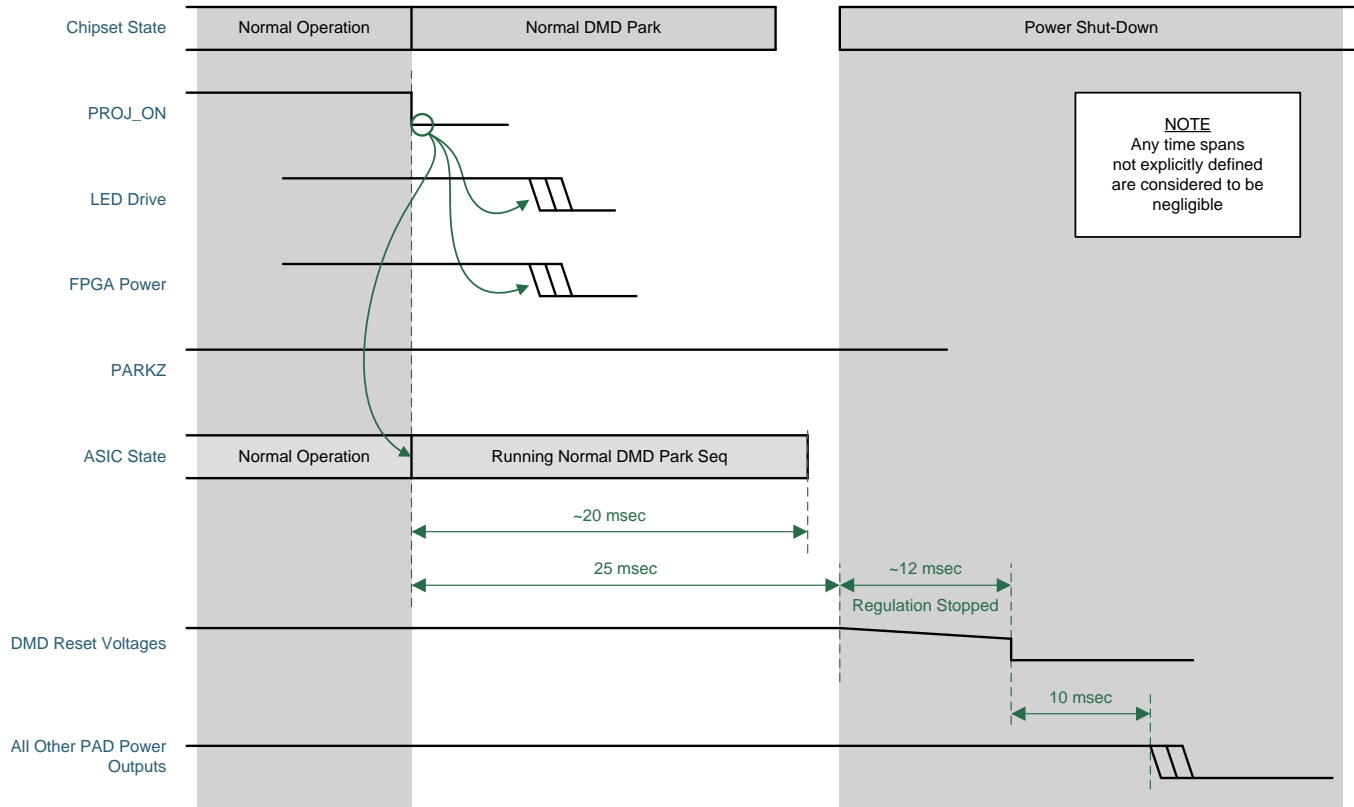 Chipset State
Normal Operation
Normal DMD Park
Power Shut-Down
PROJ_ON
NOTE
Any time spans
not explicitly defined
are considered to be
negligible
LED Drive
FPGA Power
PARKZ
ASIC State
Normal Operation
Running Normal DMD Park Seq
~20 msec
25 msec
~12 msec
Regulation Stopped
DMD Reset Voltages
10 msec
All Other PAD Power
Outputs